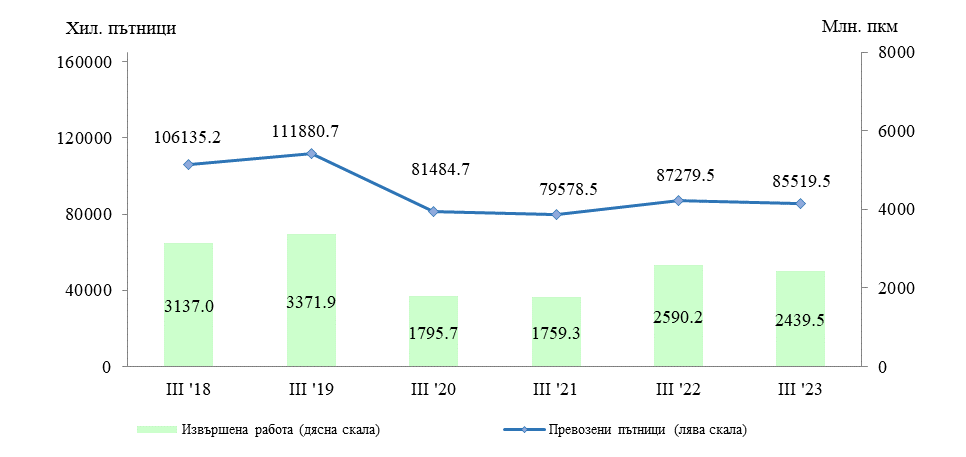 Хил. пътници
Млн. пкм
160000
120000
80000
40000
0
8000
6000
4000
2000
0
106135.2
111880.7
81484.7
79578.5
87279.5
85519.5
3137.0
3371.9
1795.7
1759.3
2590.2
2439.5
III '18
III '19
III '20
III '21
III '22
III '23
Извършена работа (дясна скала)
Превозени пътници (лява скала)